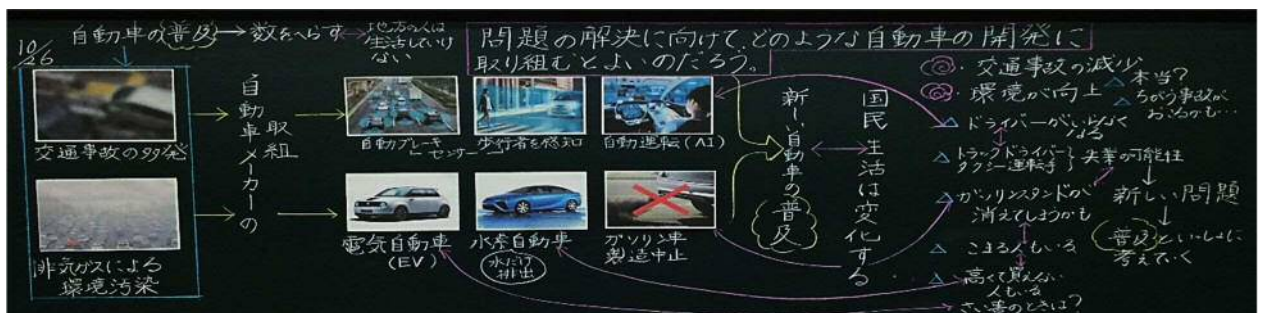 10/26
自動車の普及→数をへらす
地方の人は
生活していけ
ない
問題の解決に向けて、どのような自動車の開発に
取り組むとよいのだろう。
交通事故の多発
排気ガスによる
環境汚染
自動車メーカーの
取組
自動ブレーキ
歩行者を感知
センサー
自動運転(AI)
電気自動車
(EV)
水素自動車
水だけ
排出
ガソリン車
製造中止
新しい自動車の普及
国民生活は変化する
◎・交通事故の減少
◎・環境が向上
△本当?
△ちがう事故が
おこるかも…
△ドライバーがいらなく
なる
△トラックドライバー
タクシー運転手
失業の可能性
△ガソリンスタンドが
消えてしまうかも
△こまる人もいる
△高くて買えない
人もいる
△さい害のときは?
新しい問題
普及といっしょに
考えていく